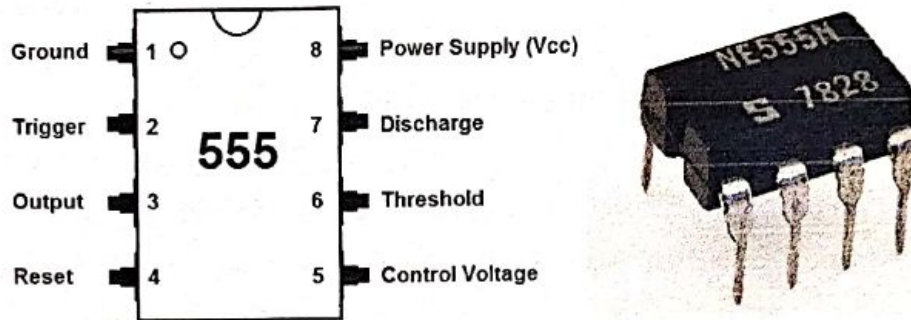 Ground 1 8 Power Supply (Vcc)
Trigger 2 7 Discharge
555
Output 3 6 Threshold
Reset 4 5 Control Voltage
NE555N
S 7828